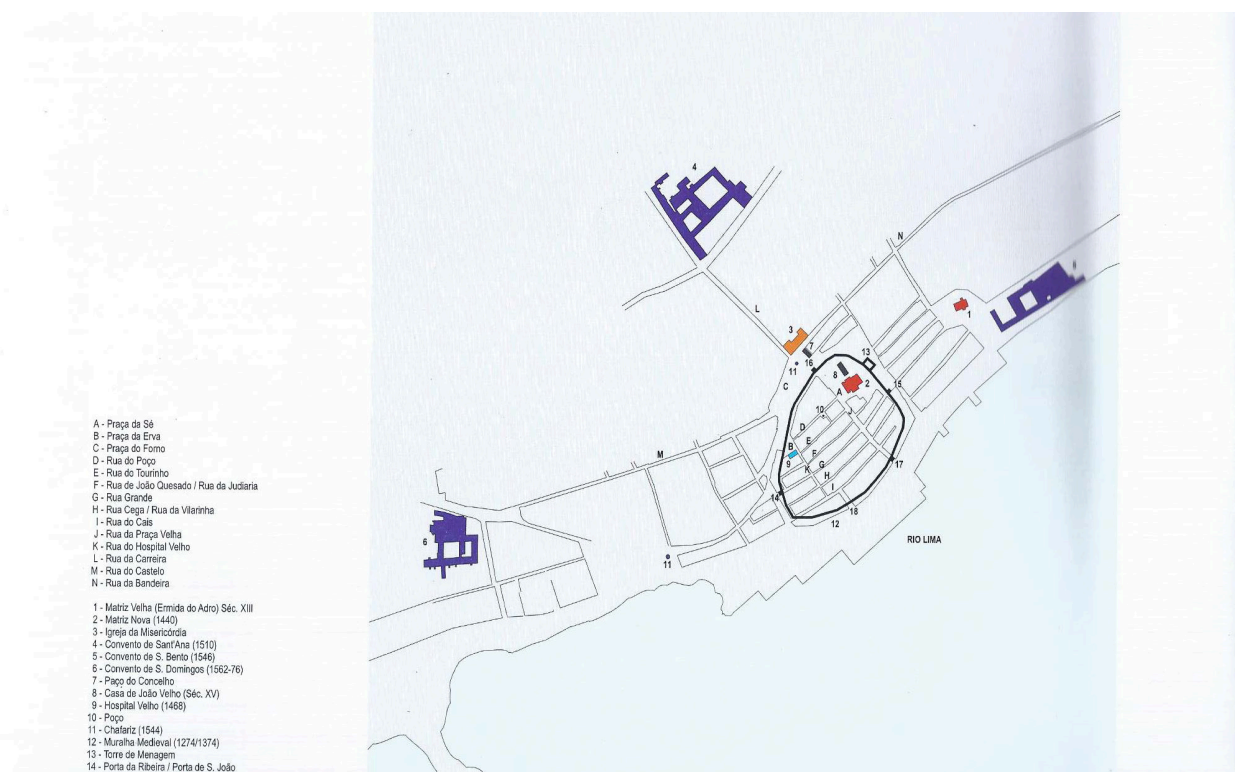 4
N
II
1
L
3
7
16
11
13
8
2
C
A
15
10
J
D
E
B
F
M
9
G
K
H
17
I
14
18
12
RIO LIMA
6
11
A - Praça da Sé
B - Praça da Erva
C - Praça do Forno
D - Rua do Poço
E - Rua do Tourinho
F - Rua de João Quesado / Rua da Judiaria
G - Rua Grande
H - Rua Cega / Rua da Vilarinha
I - Rua do Cais
J - Rua da Praça Velha
K - Rua do Hospital Velho
L - Rua da Carreira
M - Rua do Castelo
N - Rua da Bandeira
1 - Matriz Velha (Ermida do Adro) Séc. XIII
2 - Matriz Nova (1440)
3 - Igreja da Misericórdia
4 - Convento de Sant'Ana (1510)
5 - Convento de S. Bento (1546)
6 - Convento de S. Domingos (1562-76)
7 - Paço do Concelho
8 - Casa de João Velho (Séc. XV)
9 - Hospital Velho (1468)
10 - Poço
11 - Chafariz (1544)
12 - Muralha Medieval (1274/1374)
13 - Torre de Menagem
14 - Porta da Ribeira / Porta de S. João